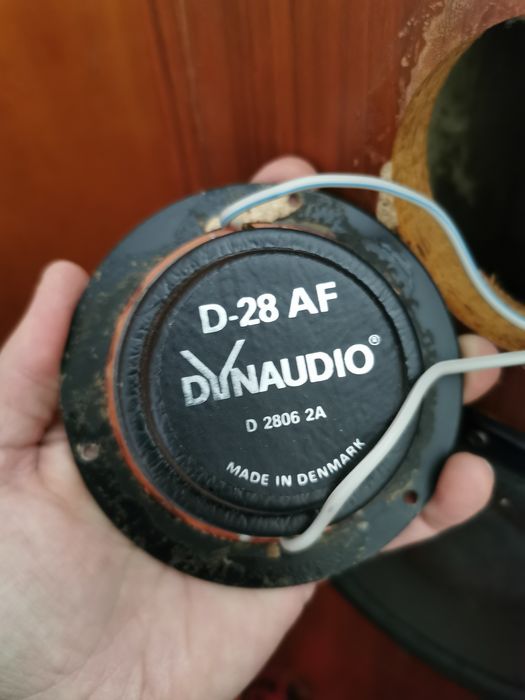 D-28 AF
DYNAUDIO®
D 2806 2A
MADE IN DENMARK